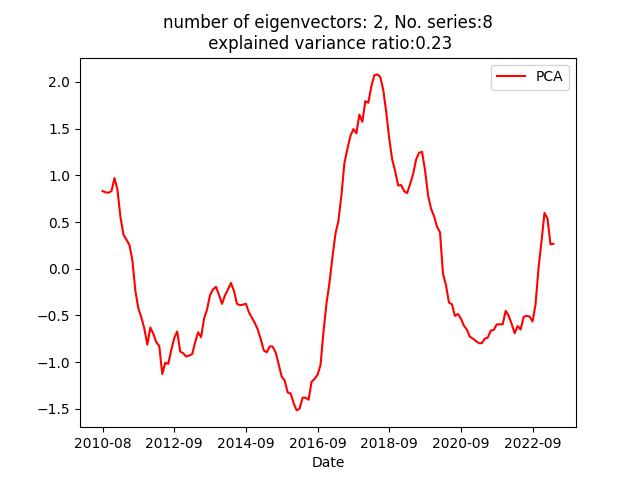 number of eigenvectors: 2, No. series:8
explained variance ratio:0.23
PCA
2.0
1.5
1.0
0.5
0.0
−0.5
−1.0
−1.5
2010-08 2012-09 2014-09 2016-09 2018-09 2020-09 2022-09
Date